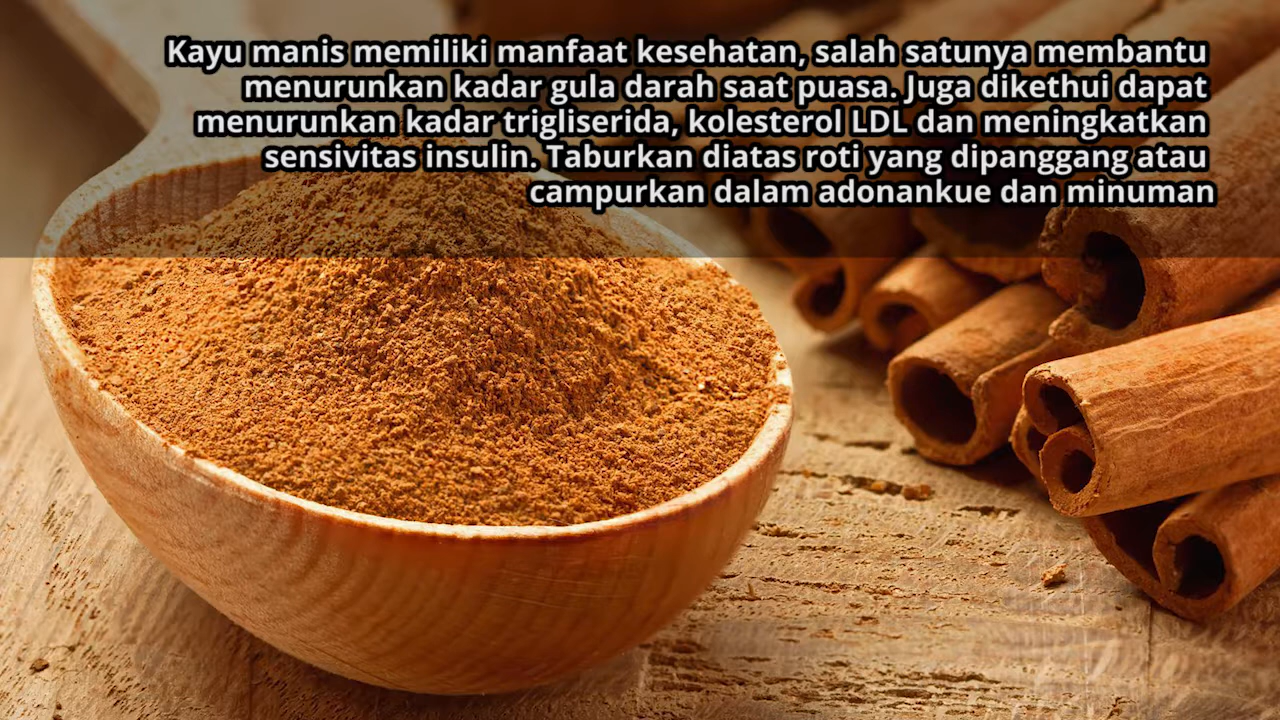 Kayu manis memiliki manfaat kesehatan, salah satunya membantu
menurunkan kadar gula darah saat puasa. Juga dikethui dapat
menurunkan kadar trigliserida, kolesterol LDL dan meningkatkan
sensivitas insulin. Taburkan diatas roti yang dipanggang atau
campurkan dalam adonankue dan minuman